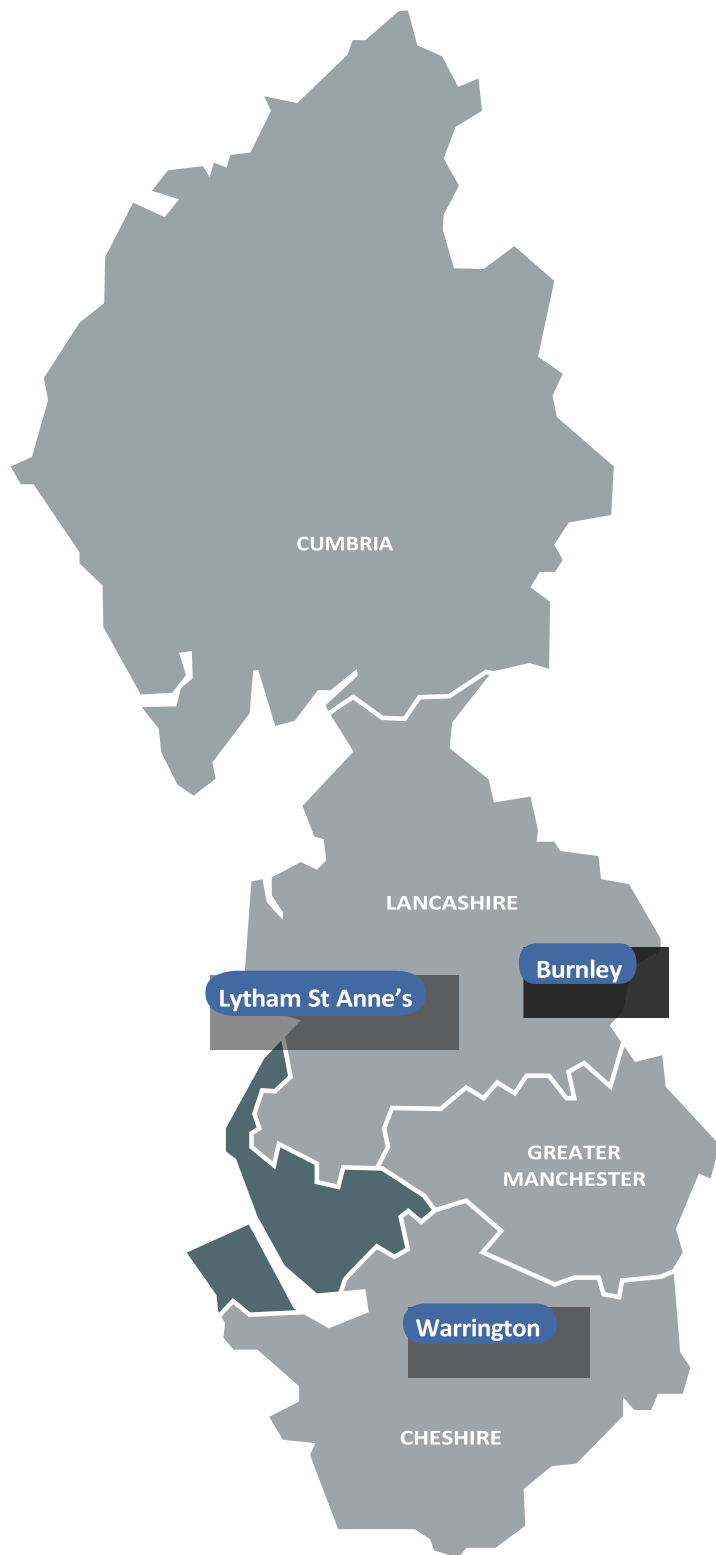 CUMBRIA
LANCASHIRE
Burnley
Lytham St Anne’s
GREATER
MANCHESTER
Warrington
CHESHIRE